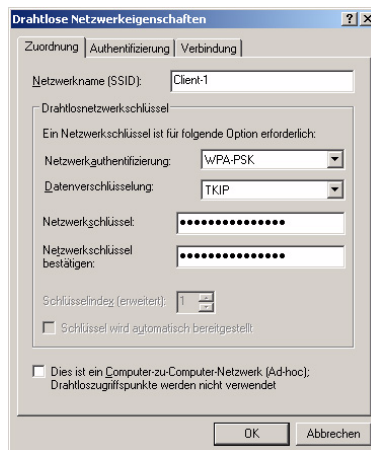 Drahtlose Netzwerkeigenschaften
Zuordnung Authentifizierung Verbindung
Netzwerkname (SSID): Client-1
Drahtlosnetzwerkschlüssel
Ein Netzwerkschlüssel ist für folgende Option erforderlich:
Netzwerkauthentifizierung: WPA-PSK
Datenverschlüsselung: TKIP
Netzwerkschlüssel: •••••••••••••••
Netzwerkschlüssel
bestätigen: •••••••••••••••
Schlüsselindex (erweitert): 1
Schlüssel wird automatisch bereitgestellt
Dies ist ein Computer-zu-Computer-Netzwerk (Ad-hoc);
Drahtloszugriffspunkte werden nicht verwendet
OK Abbrechen